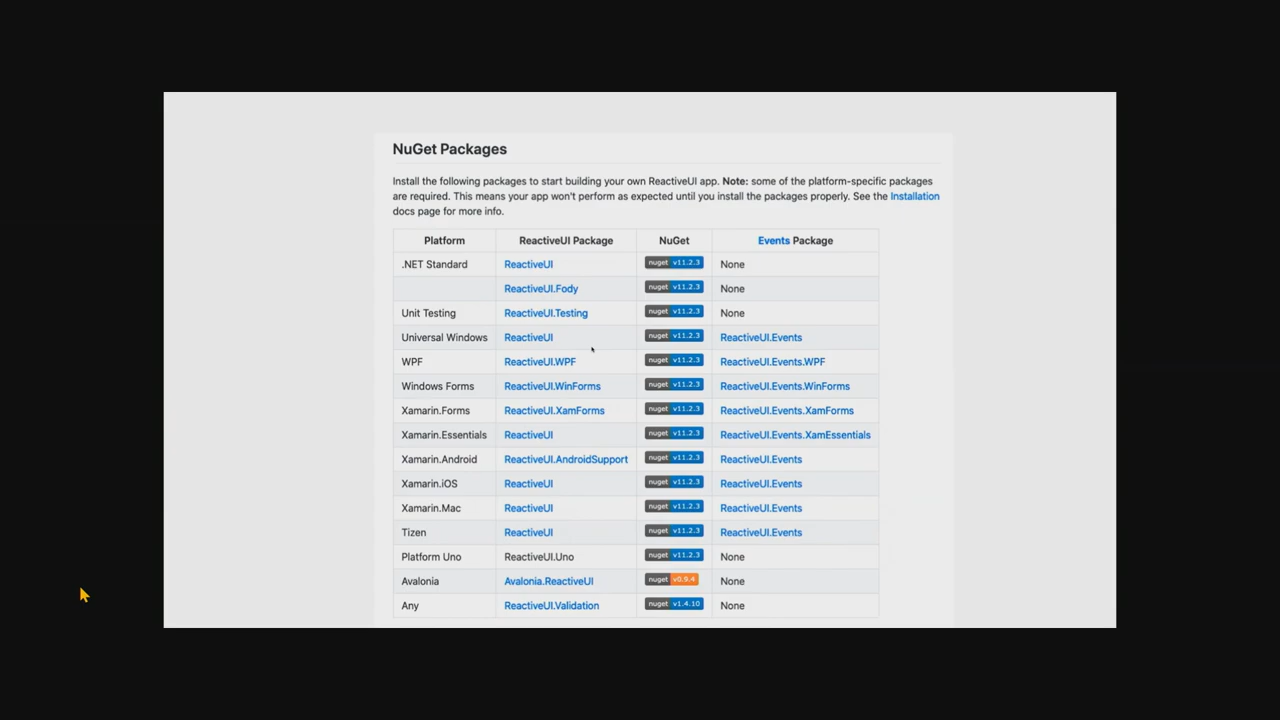 NuGet Packages
Install the following packages to start building your own ReactiveUI app. Note: some of the platform-specific packages
are required. This means your app won't perform as expected until you install the packages properly. See the Installation
docs page for more info.
Platform ReactiveUI Package NuGet Events Package
.NET Standard ReactiveUI nuget v11.2.3 None
ReactiveUI.Fody nuget v11.2.3 None
Unit Testing ReactiveUI.Testing nuget v11.2.3 None
Universal Windows ReactiveUI nuget v11.2.3 ReactiveUI.Events
WPF ReactiveUI.WPF nuget v11.2.3 ReactiveUI.Events.WPF
Windows Forms ReactiveUI.WinForms nuget v11.2.3 ReactiveUI.Events.WinForms
Xamarin.Forms ReactiveUI.XamForms nuget v11.2.3 ReactiveUI.Events.XamForms
Xamarin.Essentials ReactiveUI nuget v11.2.3 ReactiveUI.Events.XamEssentials
Xamarin.Android ReactiveUI.AndroidSupport nuget v11.2.3 ReactiveUI.Events
Xamarin.iOS ReactiveUI nuget v11.2.3 ReactiveUI.Events
Xamarin.Mac ReactiveUI nuget v11.2.3 ReactiveUI.Events
Tizen ReactiveUI nuget v11.2.3 ReactiveUI.Events
Platform Uno ReactiveUI.Uno nuget v11.2.3 None
Avalonia Avalonia.ReactiveUI nuget v0.9.4 None
Any ReactiveUI.Validation nuget v1.4.10 None